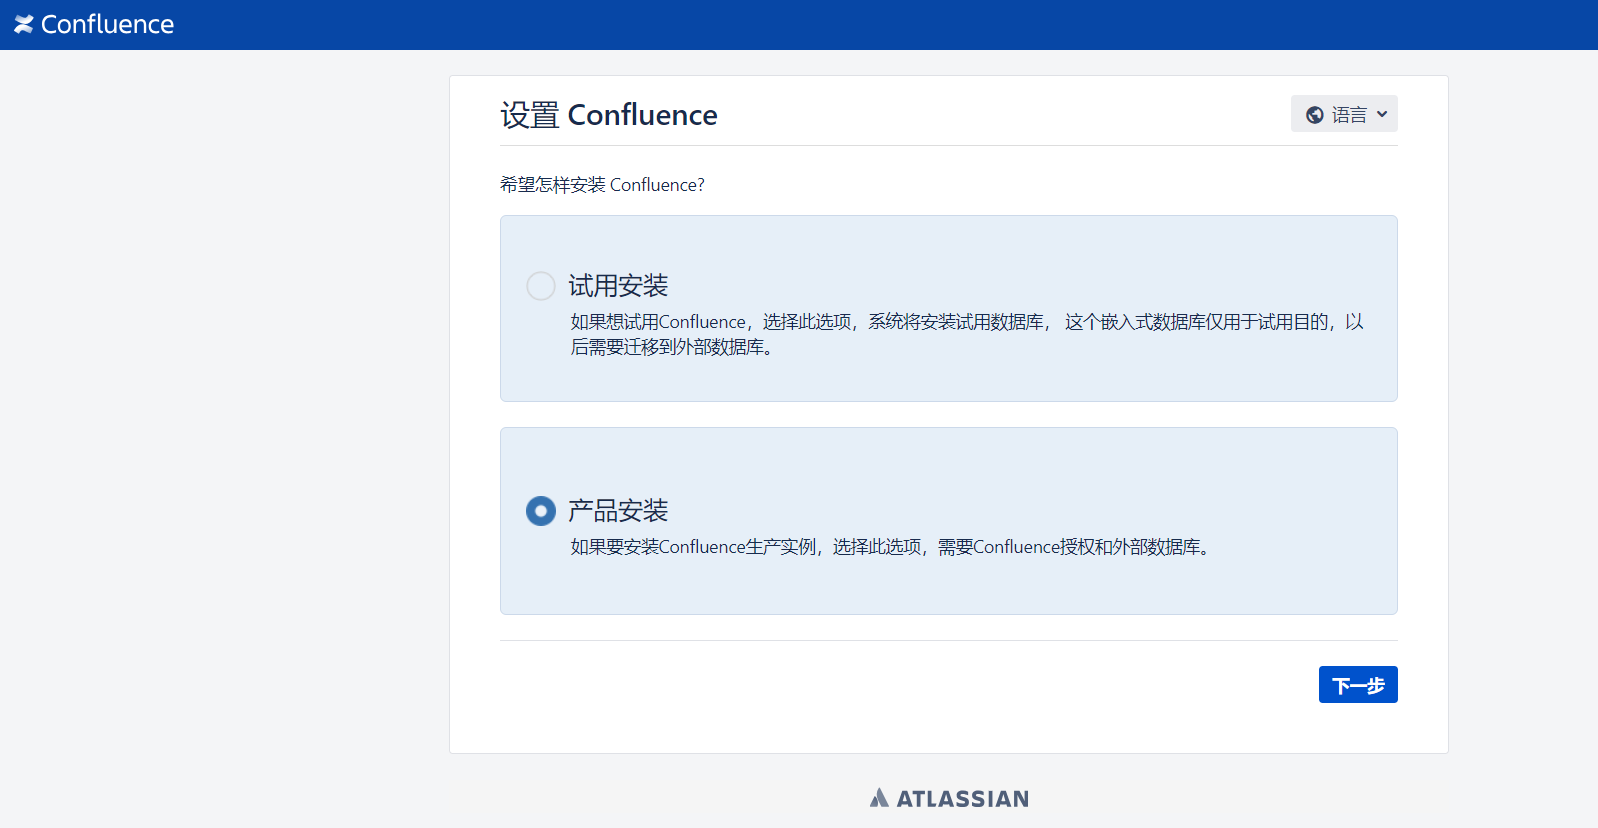 Confluence
设置 Confluence
语言
希望怎样安装 Confluence?
试用安装
如果想试用Confluence，选择此选项，系统将安装试用数据库， 这个嵌入式数据库仅用于试用目的，以
后需要迁移到外部数据库。
产品安装
如果要安装Confluence生产实例，选择此选项，需要Confluence授权和外部数据库。
下一步
ATLASSIAN